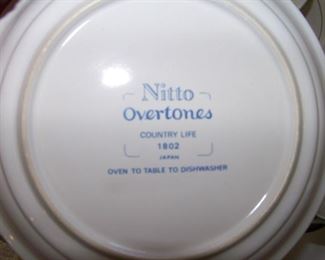 Nitto
Overtones
COUNTRY LIFE
1802
JAPAN
OVEN TO TABLE TO DISHWASHER